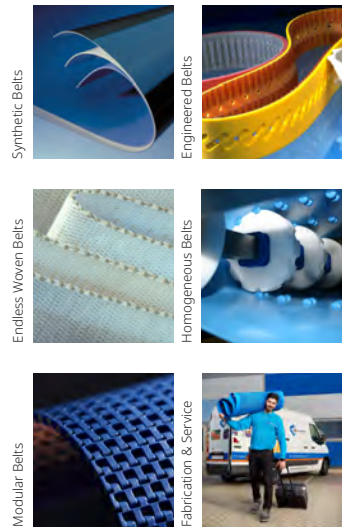 Synthetic Belts
Engineered Belts
Endless Woven Belts
Homogeneous Belts
Modular Belts
Fabrication & Service